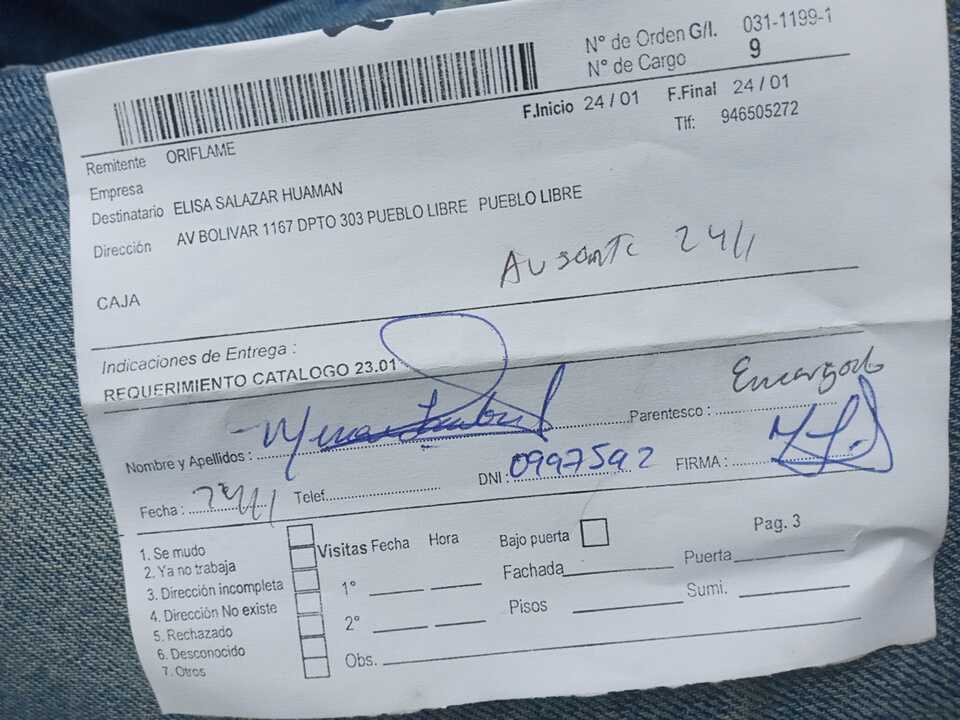 N° de Orden G/I. 031-1199-1
N° de Cargo 9
F.Inicio 24 / 01 F.Final 24 / 01
Tlf: 946505272
Remitente ORIFLAME
Empresa
Destinatario ELISA SALAZAR HUAMAN
Dirección AV BOLIVAR 1167 DPTO 303 PUEBLO LIBRE PUEBLO LIBRE
Ausente 24/1
CAJA
Indicaciones de Entrega :
REQUERIMIENTO CATALOGO 23.01
Nombre y Apellidos : Parentesco : Encargado
Fecha : 24/1 Telef. DNI : 0997592 FIRMA :
1. Se mudo
2. Ya no trabaja
3. Dirección incompleta
4. Dirección No existe
5. Rechazado
6. Desconocido
7. Otros
Visitas Fecha Hora Bajo puerta Pag. 3
1° Fachada Puerta
2° Pisos Sumi.
Obs.